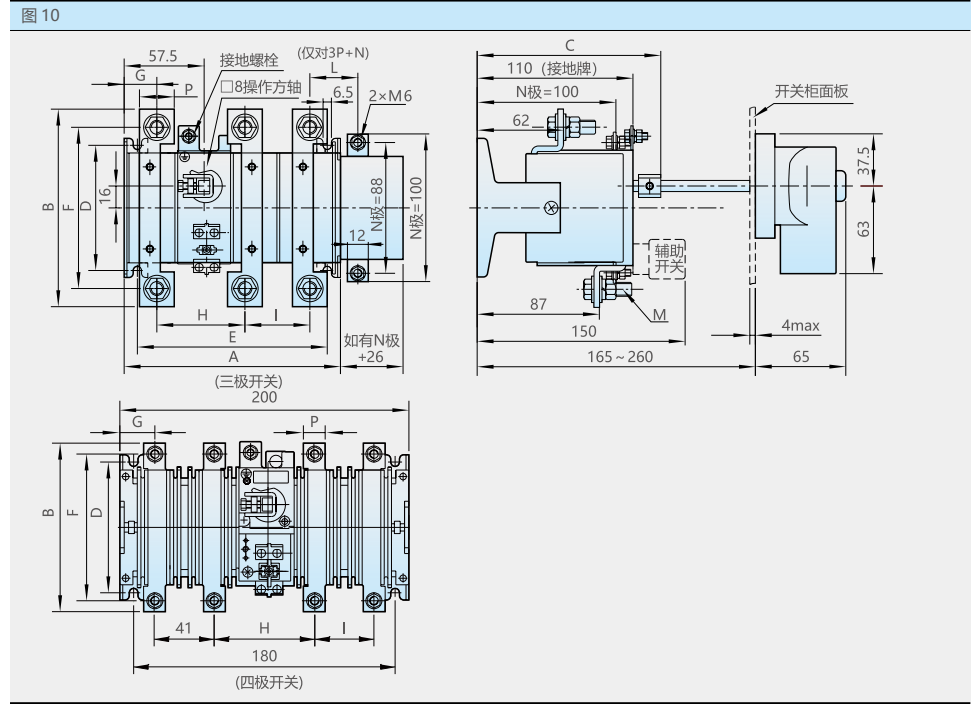 图 10
57.5
接地螺栓
(仅对3P+N)
G
L
P
□8操作方轴
6.5
2×M6
B
F
D
16
N极=88
N极=100
12
H
I
E
如有N极
+26
A
(三极开关)
C
110 (接地牌)
N极=100
62
开关柜面板
37.5
63
辅助
开关
87
M
150
4max
165~260
65
200
G
P
B
F
D
41
H
I
180
(四极开关)